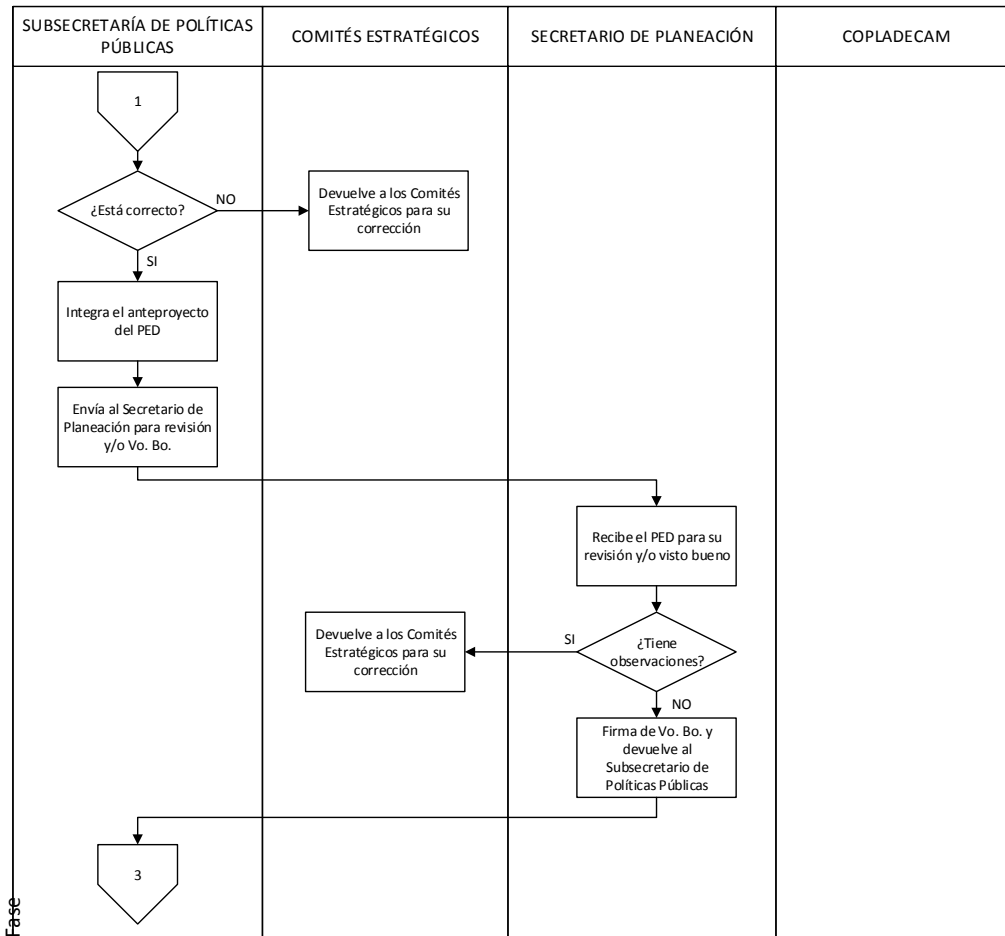 SUBSECRETARÍA DE POLÍTICAS
PÚBLICAS
COMITÉS ESTRATÉGICOS
SECRETARIO DE PLANEACIÓN
COPLADECAM
1
¿Está correcto?
NO
Devuelve a los Comités
Estratégicos para su
corrección
SI
Integra el anteproyecto
del PED
Envía al Secretario de
Planeación para revisión
y/o Vo. Bo.
Recibe el PED para su
revisión y/o visto bueno
¿Tiene
observaciones?
SI
Devuelve a los Comités
Estratégicos para su
corrección
NO
Firma de Vo. Bo. y
devuelve al
Subsecretario de
Políticas Públicas
3
Fase